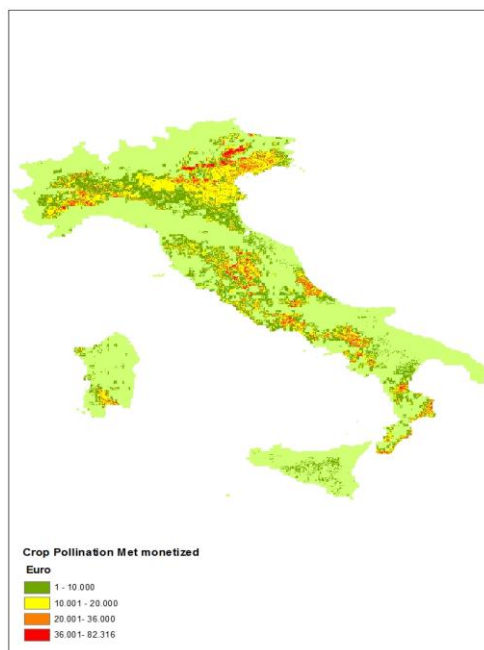 Crop Pollination Met monetized
Euro
1 - 10.000
10.001 - 20.000
20.001 - 36.000
36.001- 82.316